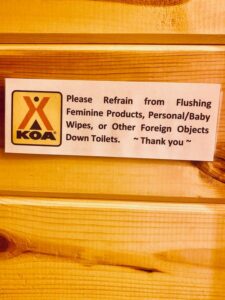 Please Refrain from Flushing
Feminine Products, Personal/Baby
Wipes, or Other Foreign Objects
Down Toilets. ~ Thank you ~
KOA